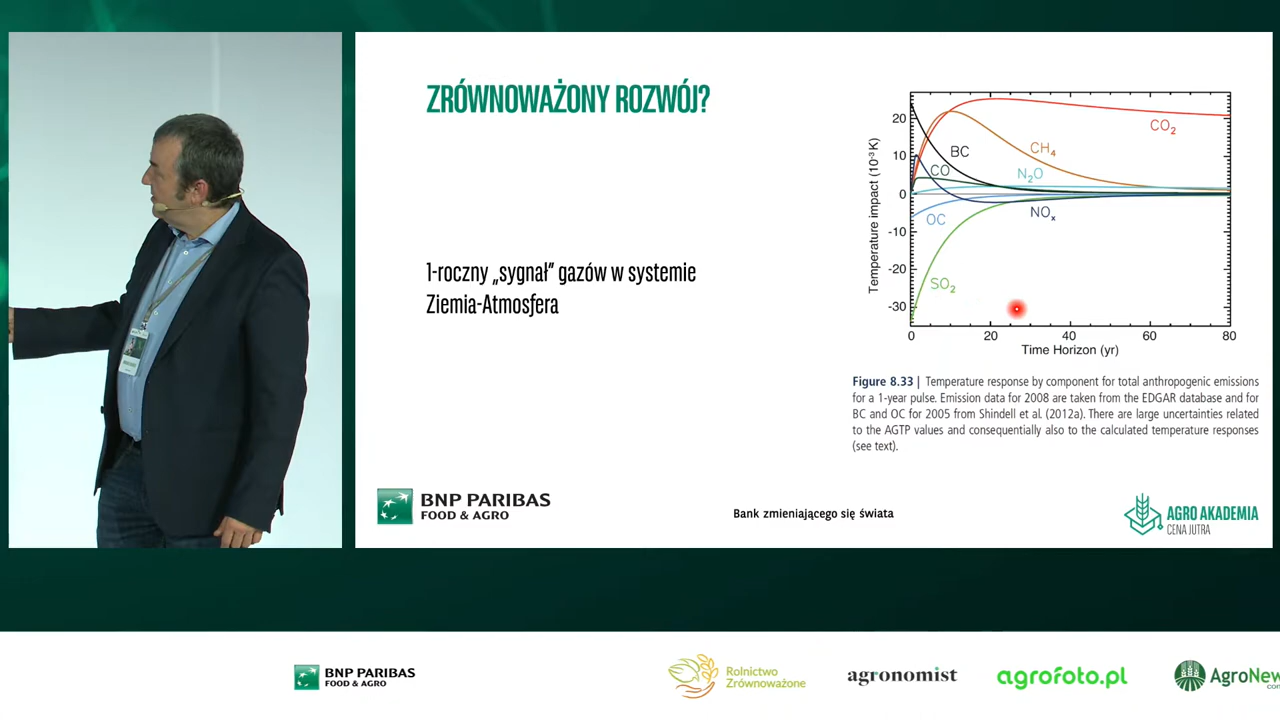 ZRÓWNOWAŻONY ROZWÓJ?
1-roczny „sygnał” gazów w systemie
Ziemia-Atmosfera
Temperature impact (10⁻³ K)
20
10
0
-10
-20
-30
CO₂
CH₄
BC
CO
N₂O
OC
NOₓ
SO₂
0 20 40 60 80
Time Horizon (yr)
Figure 8.33 | Temperature response by component for total anthropogenic emissions
for a 1-year pulse. Emission data for 2008 are taken from the EDGAR database and for
BC and OC for 2005 from Shindell et al. (2012a). There are large uncertainties related
to the AGTP values and consequentially also to the calculated temperature responses
(see text).
BNP PARIBAS
FOOD & AGRO
Bank zmieniającego się świata
AGRO AKADEMIA
CENA JUTRA
BNP PARIBAS
FOOD & AGRO
Rolnictwo
Zrównoważone
agronomist
agrofoto.pl
AgroNew
com